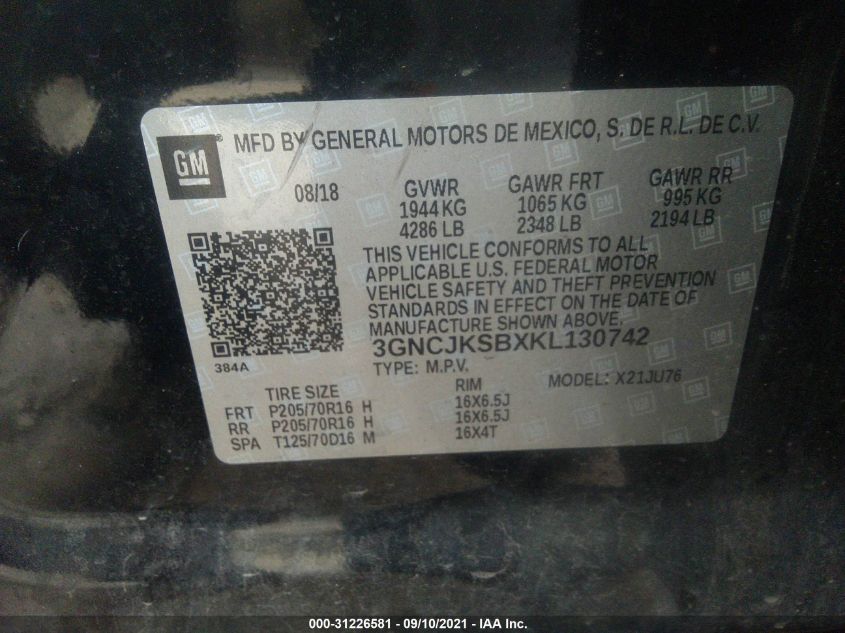 GM
MFD BY GENERAL MOTORS DE MEXICO, S. DE R.L. DE C.V.
08/18 GVWR GAWR FRT GAWR RR
1944 KG 1065 KG 995 KG
4286 LB 2348 LB 2194 LB
THIS VEHICLE CONFORMS TO ALL
APPLICABLE U.S. FEDERAL MOTOR
VEHICLE SAFETY AND THEFT PREVENTION
STANDARDS IN EFFECT ON THE DATE OF
MANUFACTURE SHOWN ABOVE.
384A
3GNCJKSBXKL130742
TYPE: M.P.V. MODEL: X21JU76
TIRE SIZE RIM
FRT P205/70R16 H 16X6.5J
RR P205/70R16 H 16X6.5J
SPA T125/70D16 M 16X4T
000-31226581 - 09/10/2021 - IAA Inc.